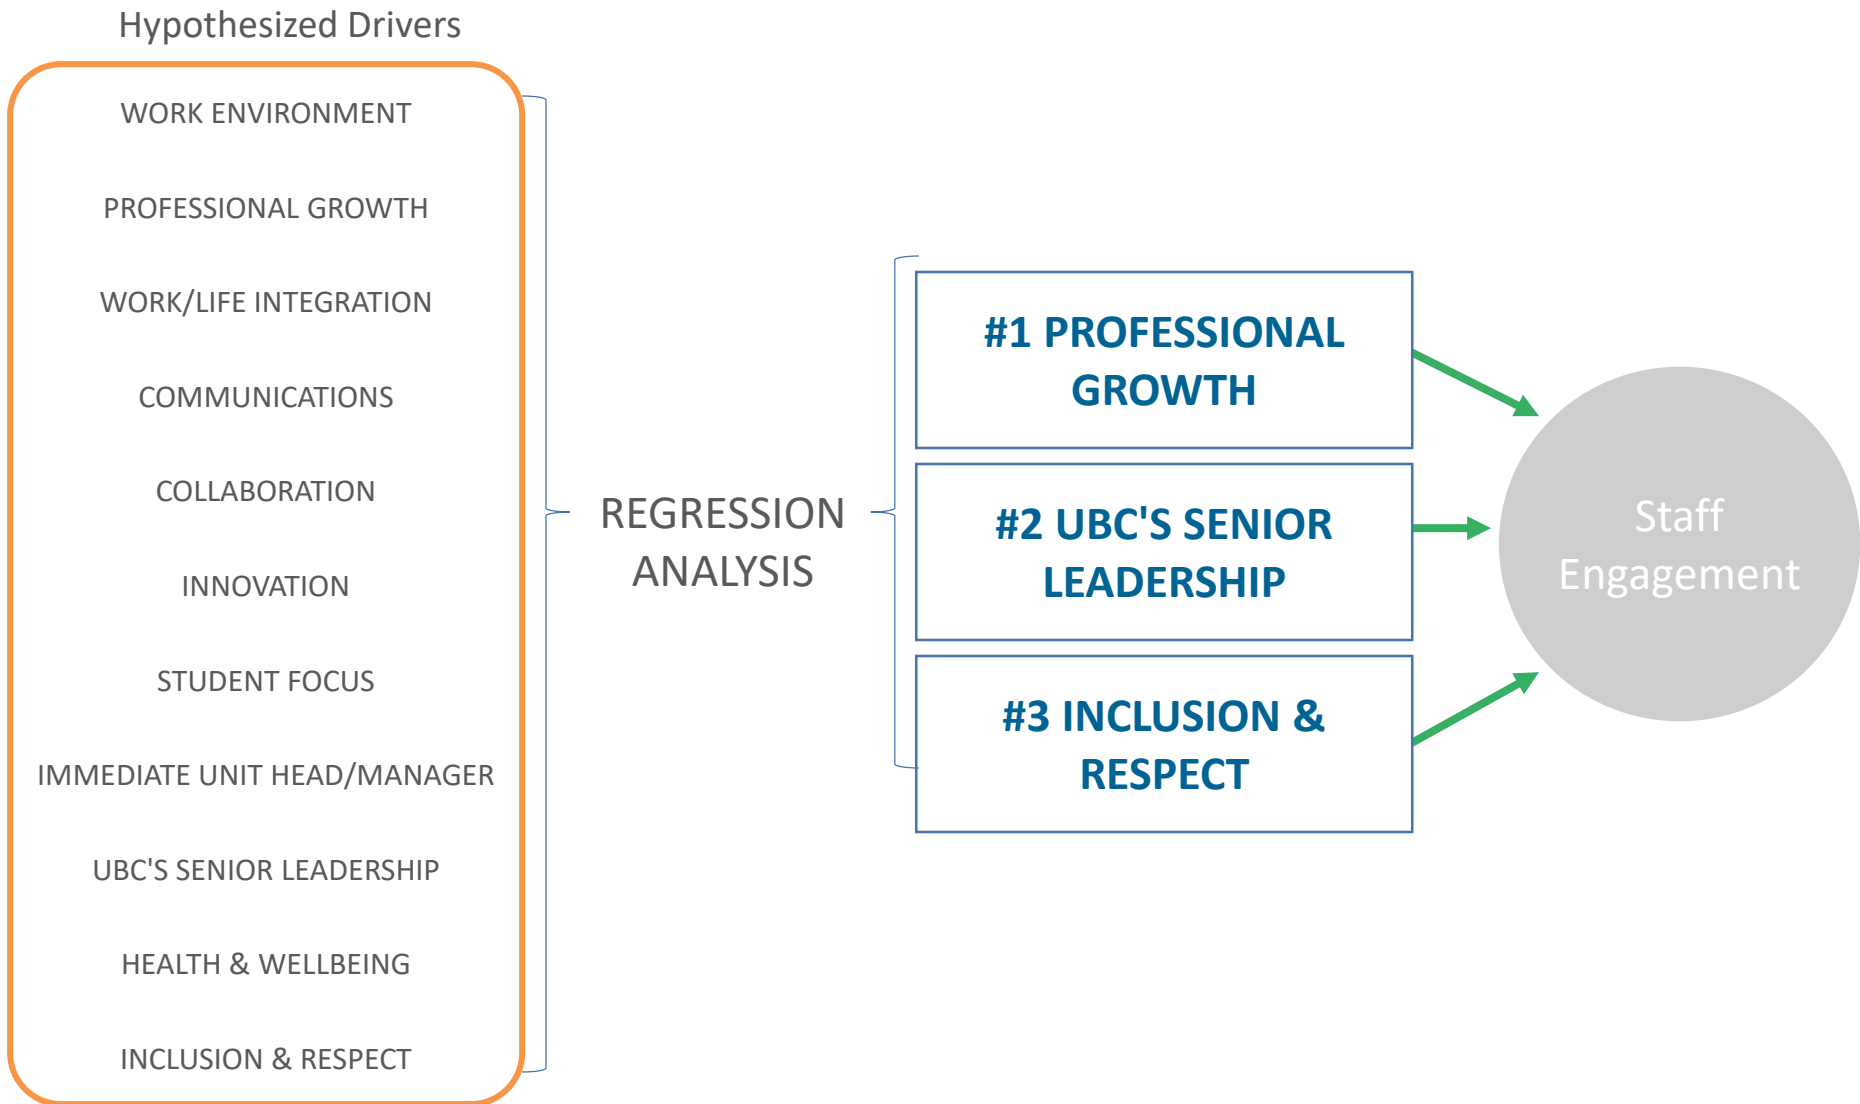 Hypothesized Drivers
WORK ENVIRONMENT
PROFESSIONAL GROWTH
WORK/LIFE INTEGRATION
COMMUNICATIONS
COLLABORATION
INNOVATION
STUDENT FOCUS
IMMEDIATE UNIT HEAD/MANAGER
UBC'S SENIOR LEADERSHIP
HEALTH & WELLBEING
INCLUSION & RESPECT
REGRESSION
ANALYSIS
#1 PROFESSIONAL
GROWTH
#2 UBC'S SENIOR
LEADERSHIP
#3 INCLUSION &
RESPECT
Staff
Engagement